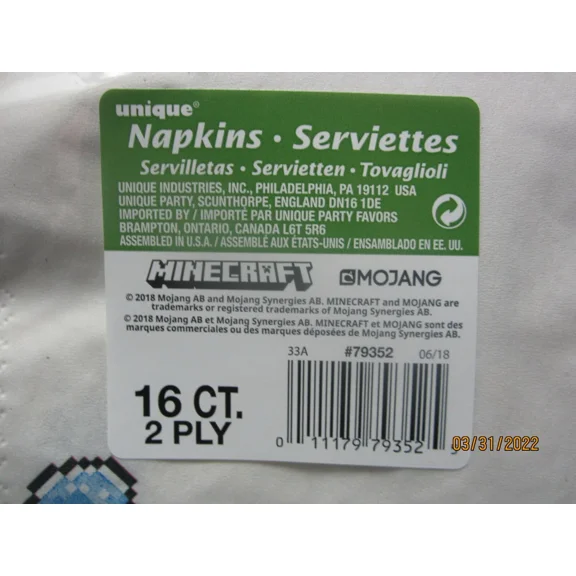 unique®
Napkins • Serviettes
Servilletas • Servietten • Tovaglioli
UNIQUE INDUSTRIES, INC., PHILADELPHIA, PA 19112 USA
UNIQUE PARTY, SCUNTHORPE, ENGLAND DN16 1DE
IMPORTED BY / IMPORTÉ PAR UNIQUE PARTY FAVORS
BRAMPTON, ONTARIO, CANADA L6T 5R6
ASSEMBLED IN U.S.A. / ASSEMBLÉ AUX ÉTATS-UNIS / ENSAMBLADO EN EE. UU.
MINECRAFT MOJANG
© 2018 Mojang AB and Mojang Synergies AB. MINECRAFT and MOJANG are
trademarks or registered trademarks of Mojang Synergies AB.
© 2018 Mojang AB et Mojang Synergies AB. MINECRAFT et MOJANG sont des
marques commerciales ou des marques déposées de Mojang Synergies AB.
33A #79352 06/18
16 CT.
2 PLY
0 11179 79352
03/31/2022